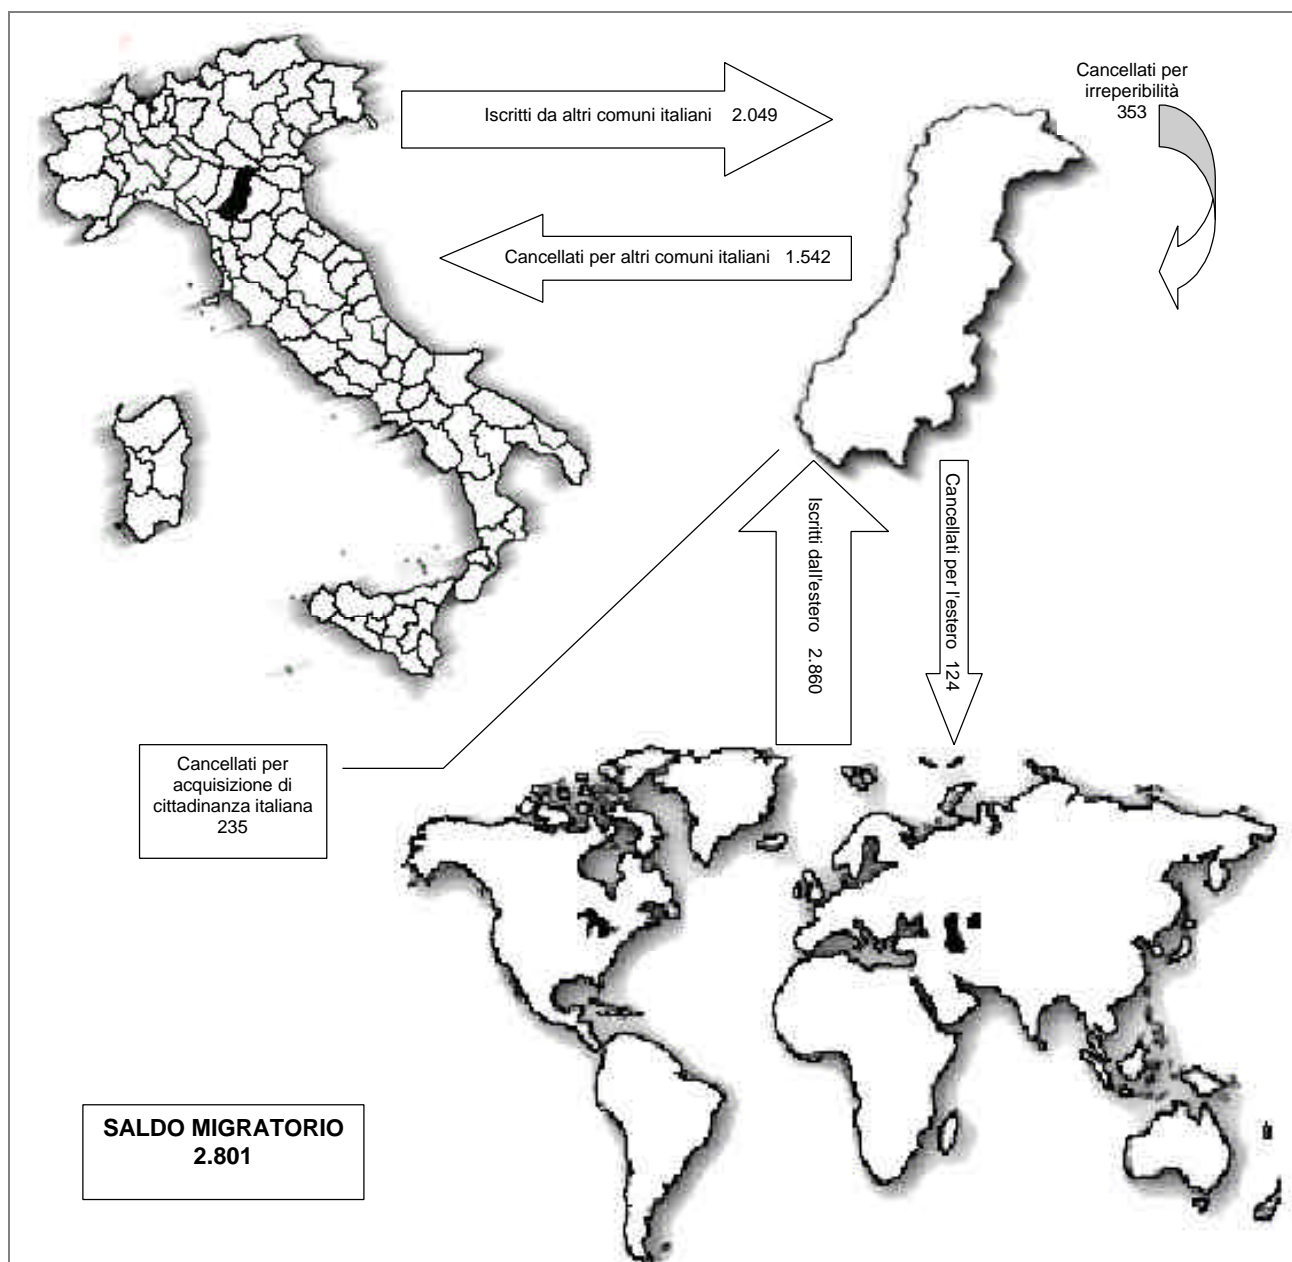 Iscritti da altri comuni italiani 2.049
Cancellati per
irreperibilità
353
Cancellati per altri comuni italiani 1.542
Iscritti dall'estero 2.860
Cancellati per l'estero 124
Cancellati per
acquisizione di
cittadinanza italiana
235
SALDO MIGRATORIO
2.801